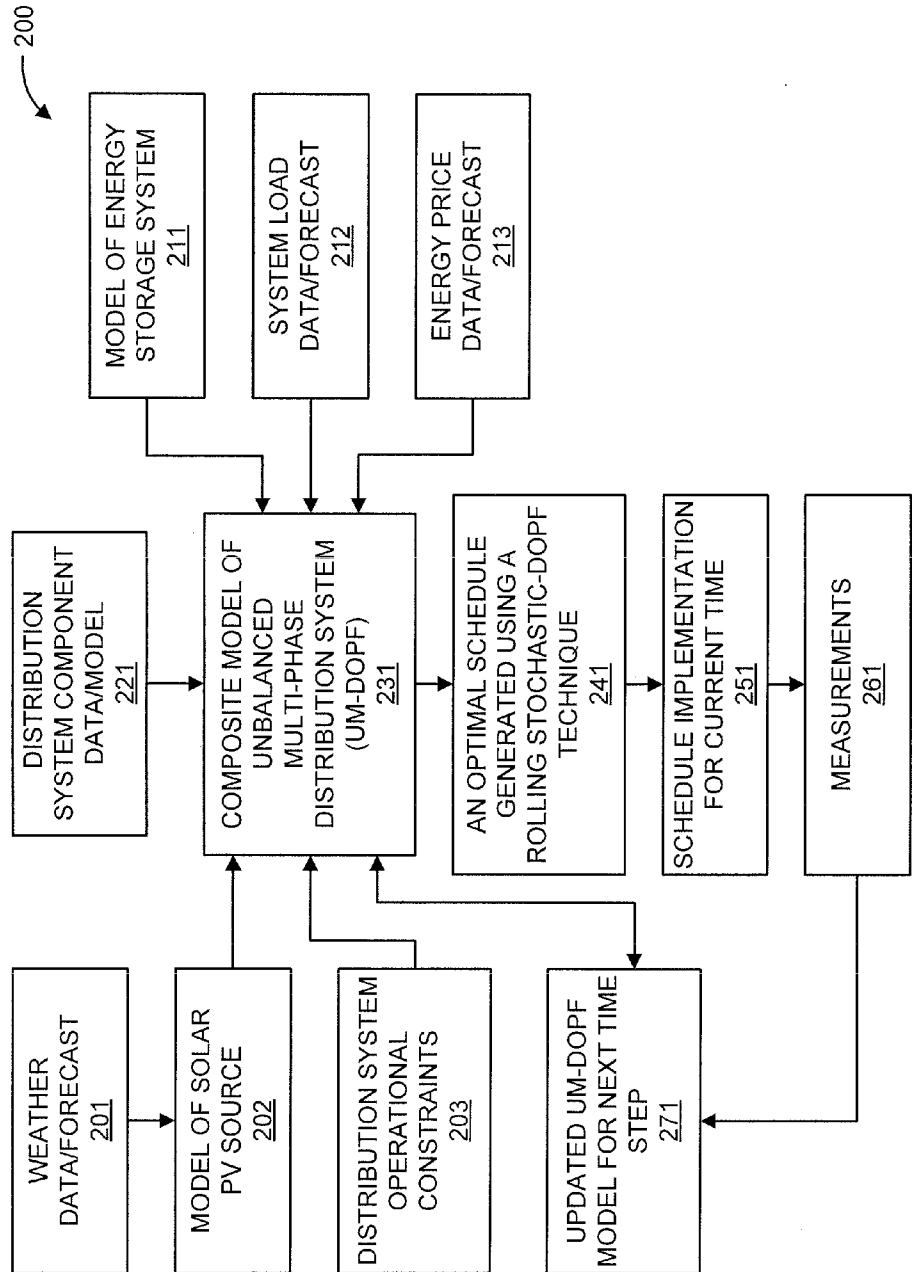 200
WEATHER
DATA/FORECAST
201
MODEL OF SOLAR
PV SOURCE
202
DISTRIBUTION SYSTEM
OPERATIONAL
CONSTRAINTS
203
UPDATED UM-DOPF
MODEL FOR NEXT TIME
STEP
271
DISTRIBUTION
SYSTEM COMPONENT
DATA/MODEL
221
COMPOSITE MODEL OF
UNBALANCED
MULTI-PHASE
DISTRIBUTION SYSTEM
(UM-DOPF)
231
AN OPTIMAL SCHEDULE
GENERATED USING A
ROLLING STOCHASTIC-DOPF
TECHNIQUE
241
SCHEDULE IMPLEMENTATION
FOR CURRENT TIME
251
MEASUREMENTS
261
MODEL OF ENERGY
STORAGE SYSTEM
211
SYSTEM LOAD
DATA/FORECAST
212
ENERGY PRICE
DATA/FORECAST
213